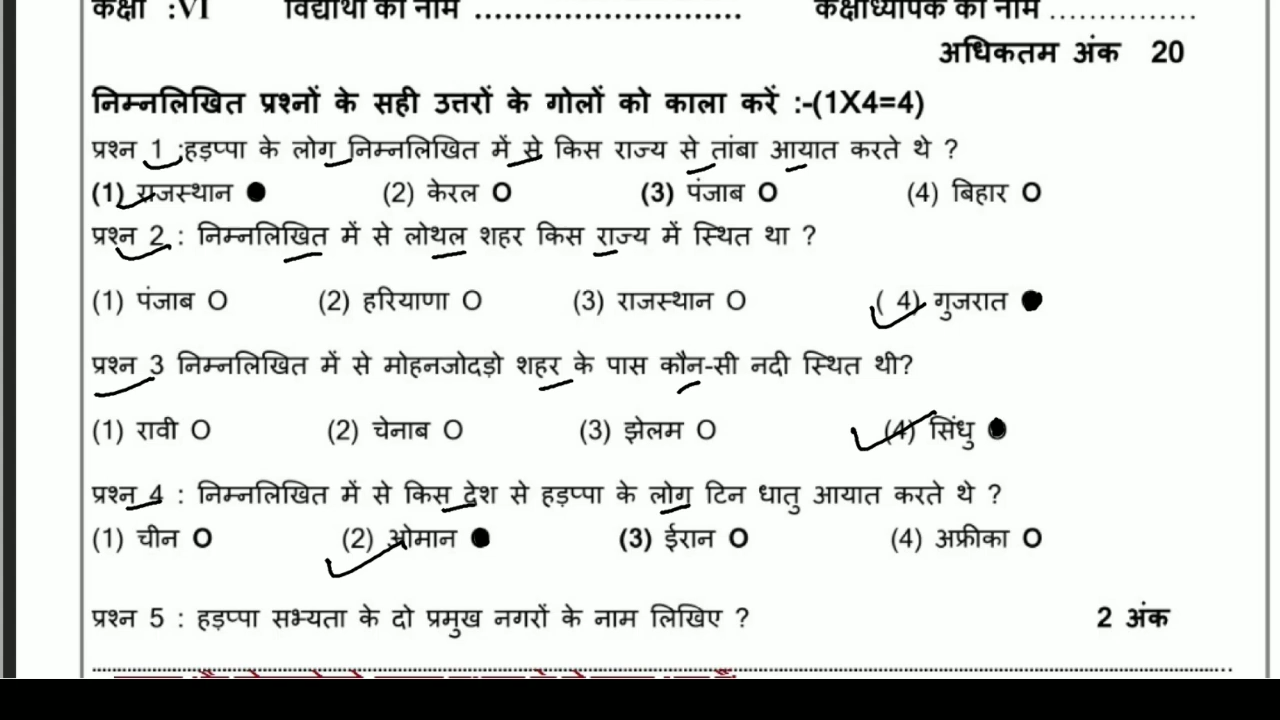 कक्षा :VI विद्यार्थी का नाम ............................ कक्षाध्यापक का नाम ...............
अधिकतम अंक 20
निम्नलिखित प्रश्नों के सही उत्तरों के गोलों को काला करें :-(1X4=4)
प्रश्न 1 :हड़प्पा के लोग निम्नलिखित में से किस राज्य से तांबा आयात करते थे ?
(1) राजस्थान ● (2) केरल O (3) पंजाब O (4) बिहार O
प्रश्न 2 : निम्नलिखित में से लोथल शहर किस राज्य में स्थित था ?
(1) पंजाब O (2) हरियाणा O (3) राजस्थान O ( 4) गुजरात ●
प्रश्न 3 निम्नलिखित में से मोहनजोदड़ो शहर के पास कौन-सी नदी स्थित थी?
(1) रावी O (2) चेनाब O (3) झेलम O (4) सिंधु ●
प्रश्न 4 : निम्नलिखित में से किस देश से हड़प्पा के लोग टिन धातु आयात करते थे ?
(1) चीन O (2) ओमान ● (3) ईरान O (4) अफ्रीका O
प्रश्न 5 : हड़प्पा सभ्यता के दो प्रमुख नगरों के नाम लिखिए ? 2 अंक